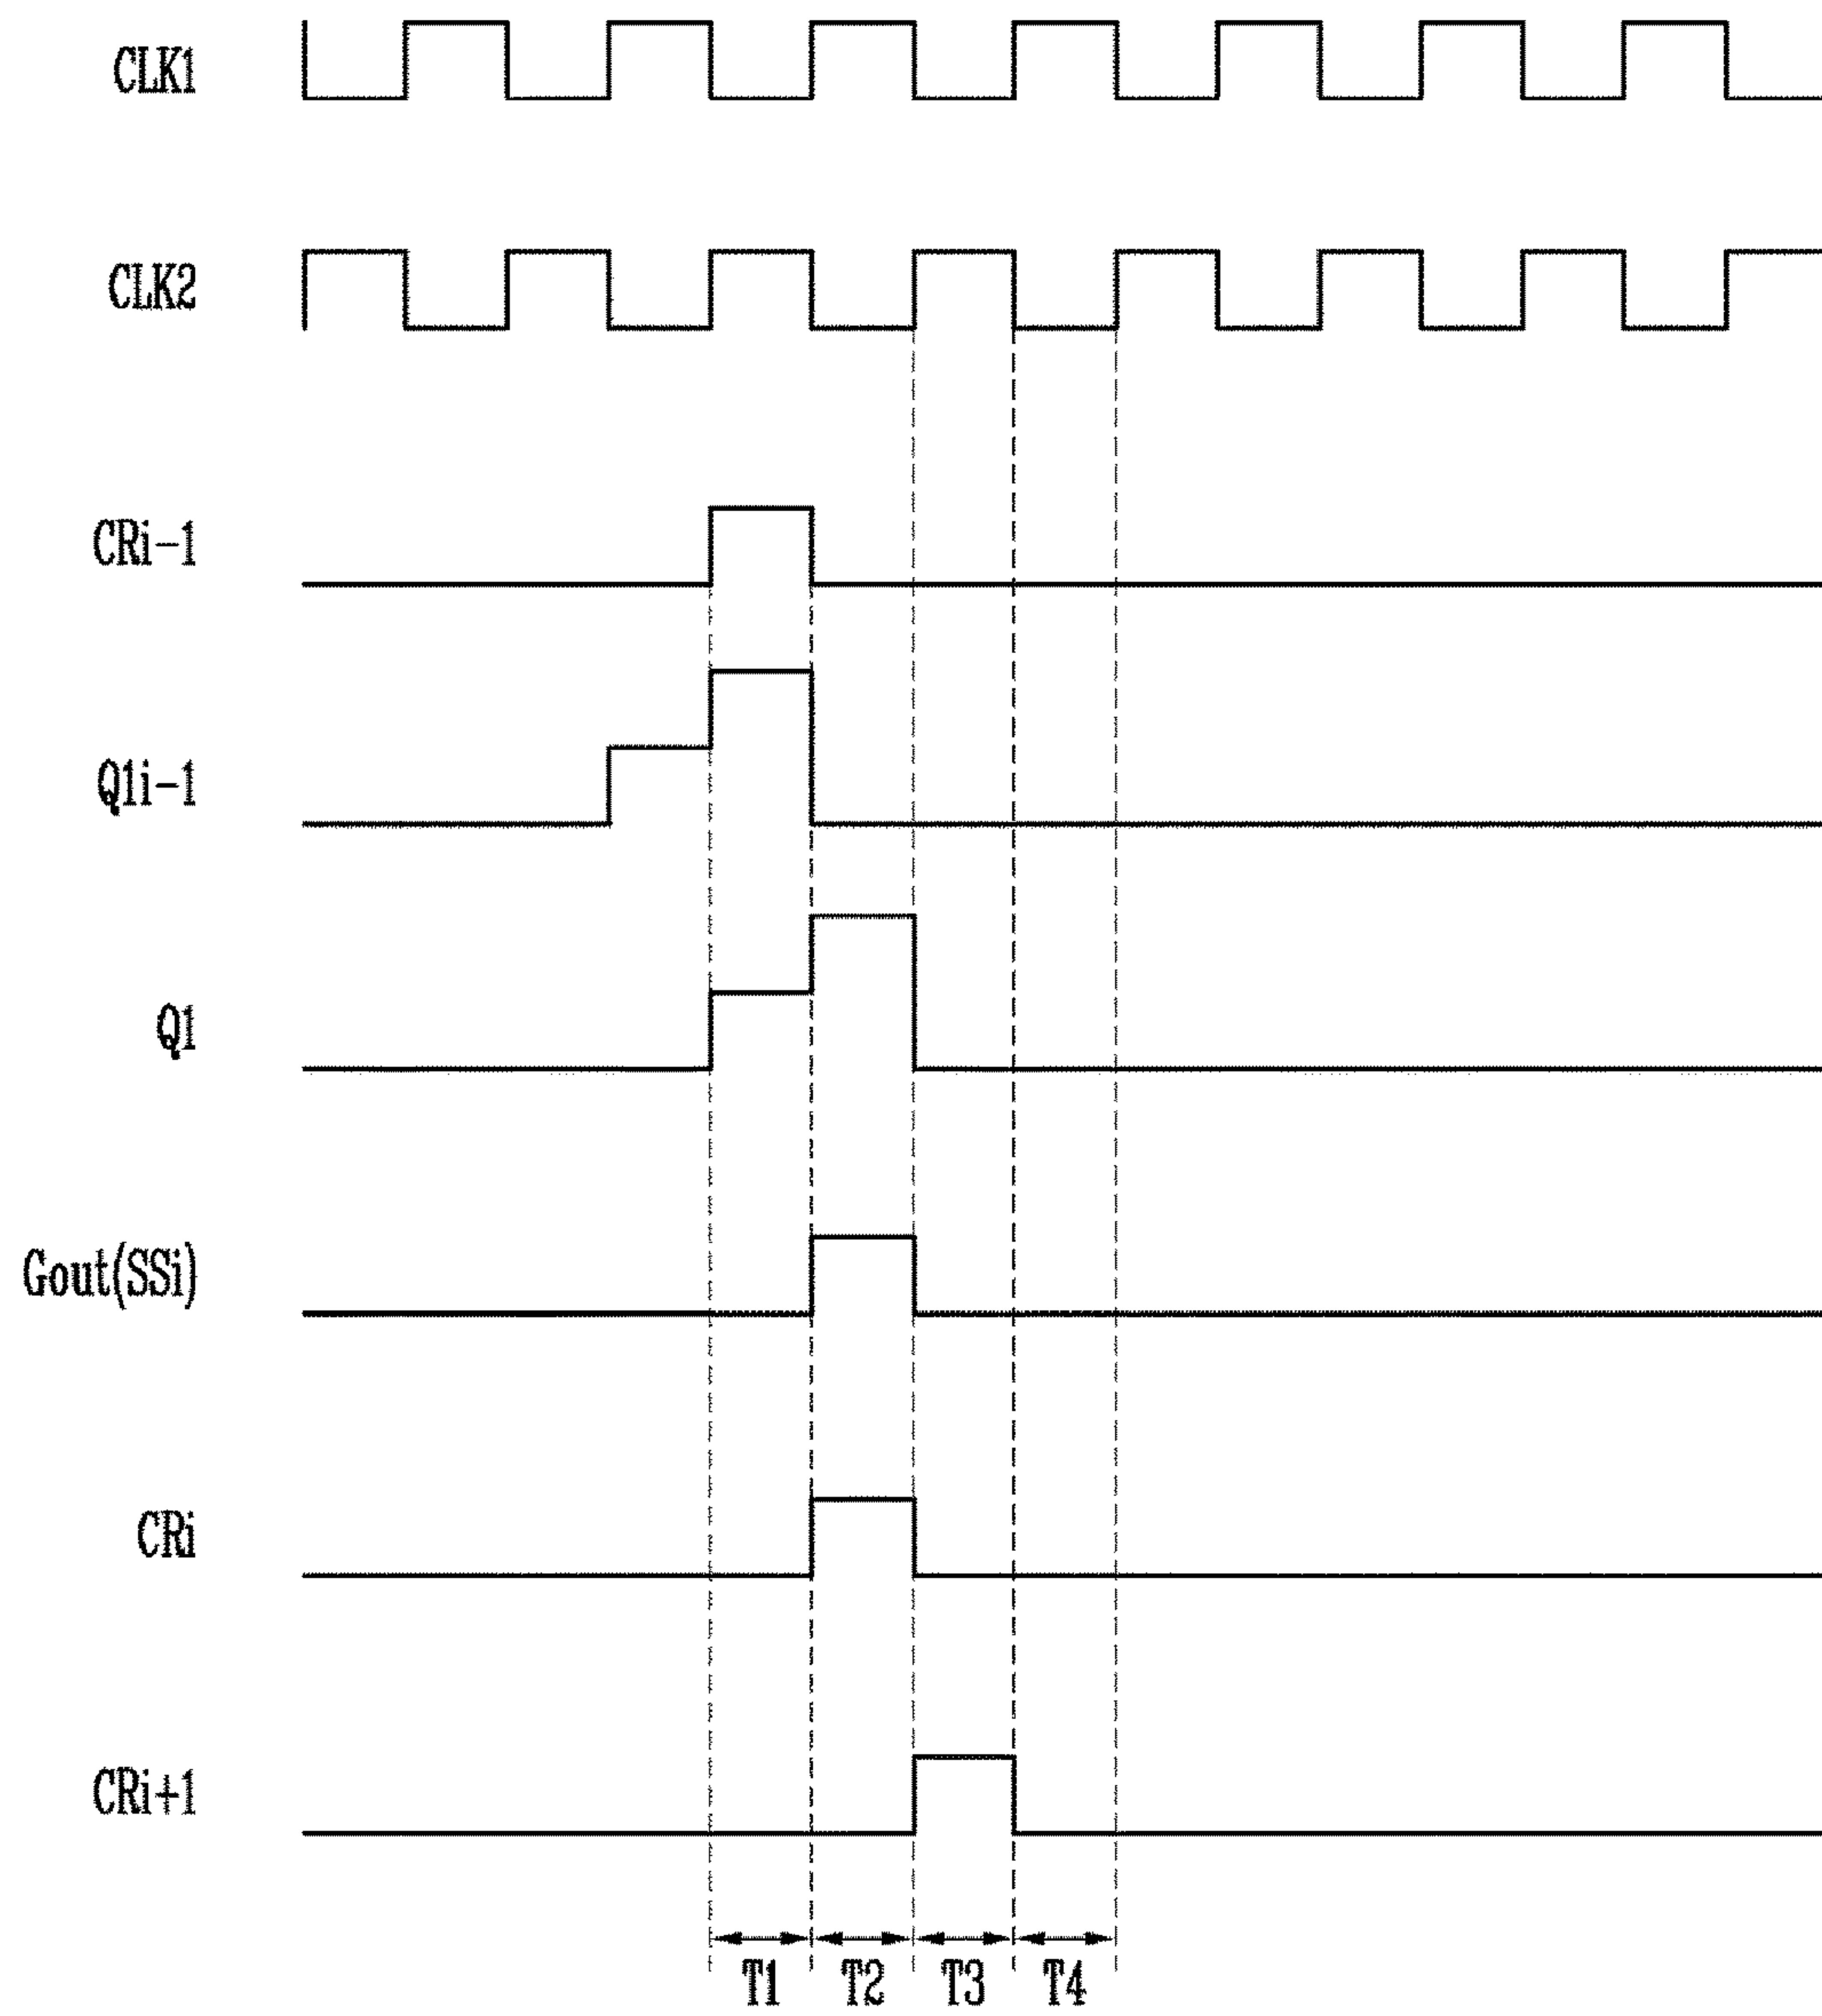 CLK1
CLK2
CRi-1
Q1i-1
Q1
Gout(SSi)
CRi
CRi+1
T1 T2 T3 T4